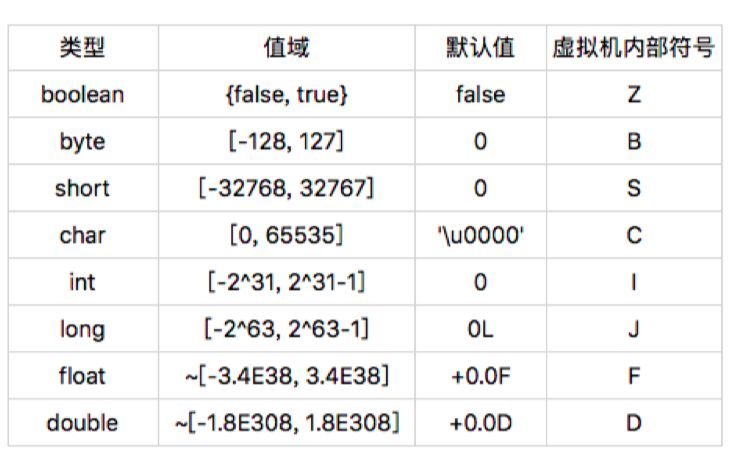 类型 值域 默认值 虚拟机内部符号
boolean {false, true} false Z
byte [-128, 127] 0 B
short [-32768, 32767] 0 S
char [0, 65535] '\u0000' C
int [-2^31, 2^31-1] 0 I
long [-2^63, 2^63-1] 0L J
float ~[-3.4E38, 3.4E38] +0.0F F
double ~[-1.8E308, 1.8E308] +0.0D D